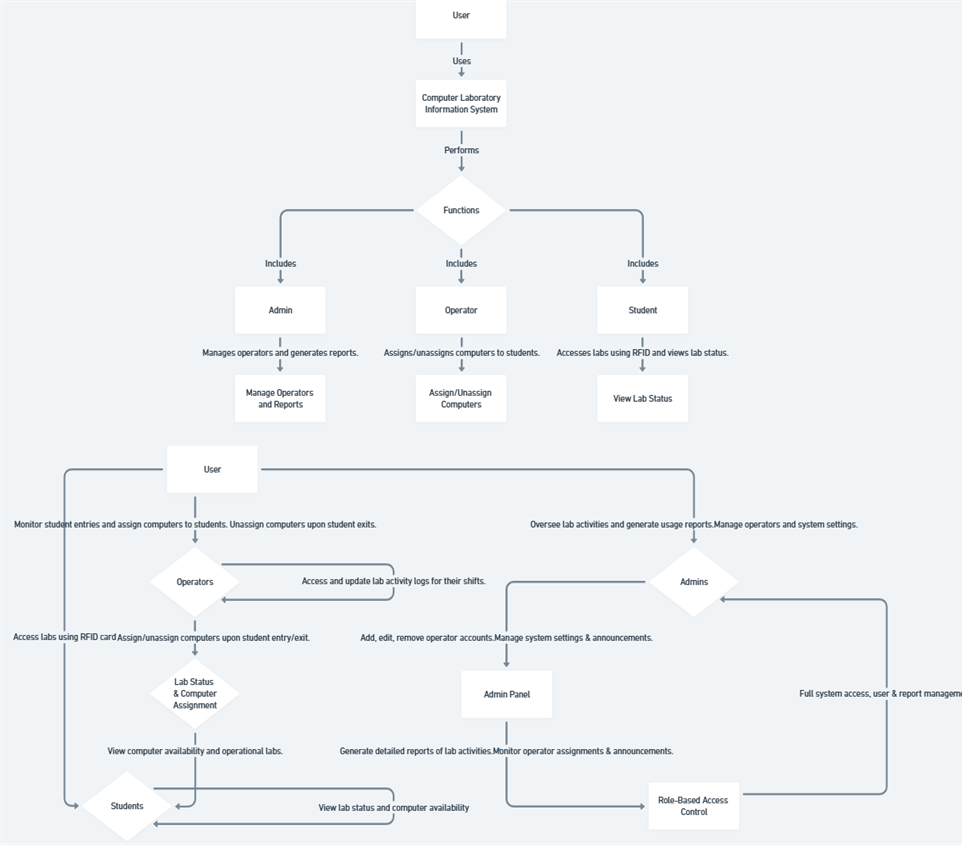 User
Uses
Computer Laboratory
Information System
Performs
Functions
Includes
Includes
Includes
Admin
Operator
Student
Manages operators and generates reports.
Assigns/unassigns computers to students.
Accesses labs using RFID and views lab status.
Manage Operators
and Reports
Assign/Unassign
Computers
View Lab Status
User
Monitor student entries and assign computers to students. Unassign computers upon student exits.
Oversee lab activities and generate usage reports.Manage operators and system settings.
Operators
Access and update lab activity logs for their shifts.
Admins
Access labs using RFID card
Assign/unassign computers upon student entry/exit.
Add, edit, remove operator accounts.Manage system settings & announcements.
Lab Status
& Computer
Assignment
Admin Panel
Full system access, user & report manageme
View computer availability and operational labs.
Generate detailed reports of lab activities.Monitor operator assignments & announcements.
Students
View lab status and computer availability
Role-Based Access
Control